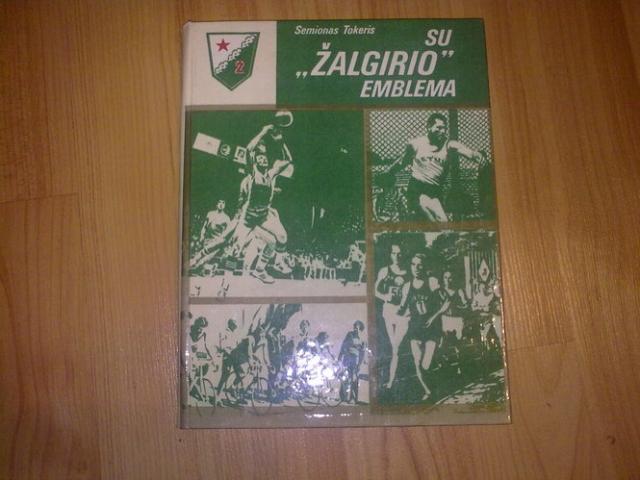 Semionas Tokeris
SU
„ŽALGIRIO”
EMBLEMA
Ž